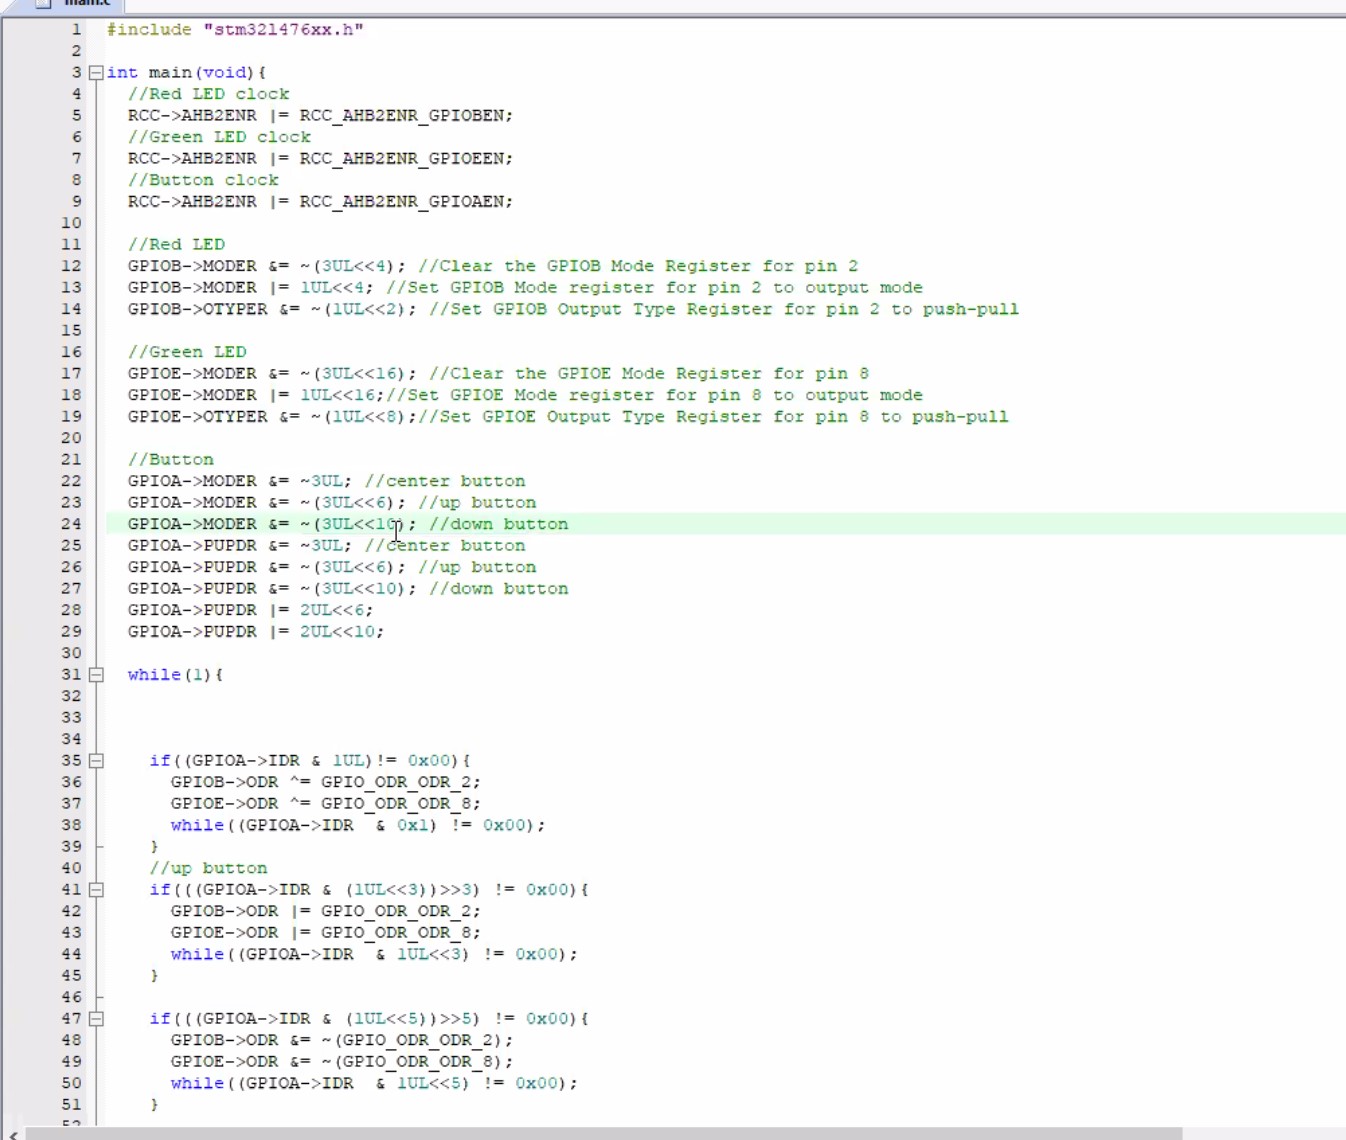 main.c
1 #include "stm32l476xx.h"
2
3 int main(void){
4 //Red LED clock
5 RCC->AHB2ENR |= RCC_AHB2ENR_GPIOBEN;
6 //Green LED clock
7 RCC->AHB2ENR |= RCC_AHB2ENR_GPIOEEN;
8 //Button clock
9 RCC->AHB2ENR |= RCC_AHB2ENR_GPIOAEN;
10
11 //Red LED
12 GPIOB->MODER &= ~(3UL<<4); //Clear the GPIOB Mode Register for pin 2
13 GPIOB->MODER |= 1UL<<4; //Set GPIOB Mode register for pin 2 to output mode
14 GPIOB->OTYPER &= ~(1UL<<2); //Set GPIOB Output Type Register for pin 2 to push-pull
15
16 //Green LED
17 GPIOE->MODER &= ~(3UL<<16); //Clear the GPIOE Mode Register for pin 8
18 GPIOE->MODER |= 1UL<<16;//Set GPIOE Mode register for pin 8 to output mode
19 GPIOE->OTYPER &= ~(1UL<<8);//Set GPIOE Output Type Register for pin 8 to push-pull
20
21 //Button
22 GPIOA->MODER &= ~3UL; //center button
23 GPIOA->MODER &= ~(3UL<<6); //up button
24 GPIOA->MODER &= ~(3UL<<10); //down button
25 GPIOA->PUPDR &= ~3UL; //center button
26 GPIOA->PUPDR &= ~(3UL<<6); //up button
27 GPIOA->PUPDR &= ~(3UL<<10); //down button
28 GPIOA->PUPDR |= 2UL<<6;
29 GPIOA->PUPDR |= 2UL<<10;
30
31 while(1){
32
33
34
35 if((GPIOA->IDR & 1UL)!= 0x00){
36 GPIOB->ODR ^= GPIO_ODR_ODR_2;
37 GPIOE->ODR ^= GPIO_ODR_ODR_8;
38 while((GPIOA->IDR  & 0x1) != 0x00);
39 }
40 //up button
41 if(((GPIOA->IDR & (1UL<<3))>>3) != 0x00){
42 GPIOB->ODR |= GPIO_ODR_ODR_2;
43 GPIOE->ODR |= GPIO_ODR_ODR_8;
44 while((GPIOA->IDR  & 1UL<<3) != 0x00);
45 }
46
47 if(((GPIOA->IDR & (1UL<<5))>>5) != 0x00){
48 GPIOB->ODR &= ~(GPIO_ODR_ODR_2);
49 GPIOE->ODR &= ~(GPIO_ODR_ODR_8);
50 while((GPIOA->IDR  & 1UL<<5) != 0x00);
51 }
52